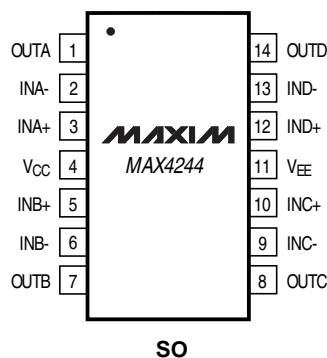 OUTA 1 14 OUTD
INA- 2 13 IND-
INA+ 3 MAXIM 12 IND+
VCC 4 MAX4244 11 VEE
INB+ 5 10 INC+
INB- 6 9 INC-
OUTB 7 8 OUTC
SO